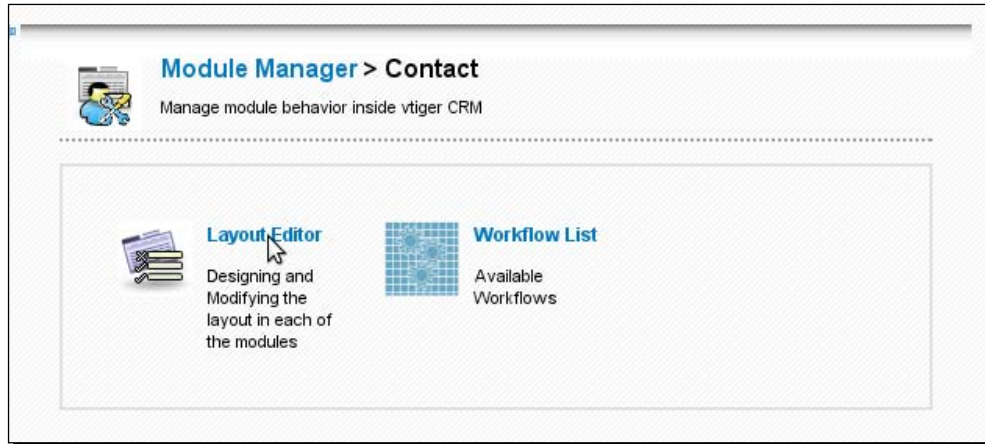 Module Manager > Contact
Manage module behavior inside vtiger CRM
Layout Editor
Designing and
Modifying the
layout in each of
the modules
Workflow List
Available
Workflows